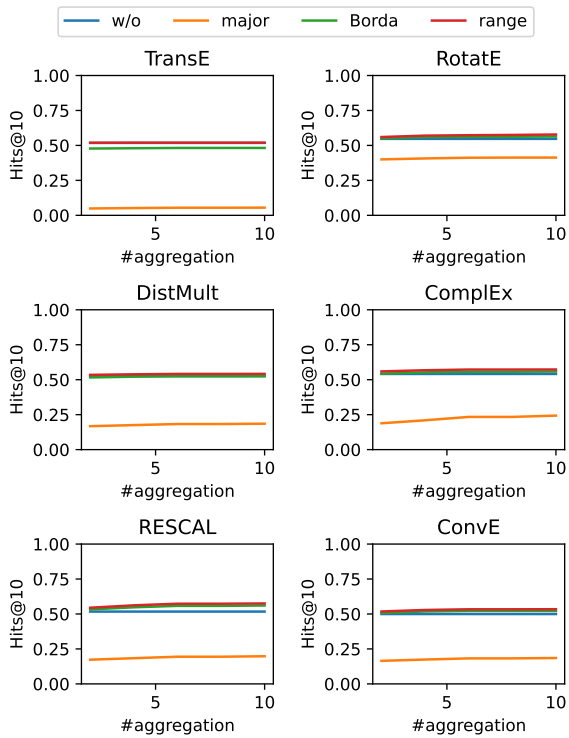 w/o major Borda range
TransE RotatE
1.00 1.00
0.75 0.75
Hits@10 Hits@10
0.50 0.50
0.25 0.25
0.00 0.00
5 10 5 10
#aggregation #aggregation
DistMult ComplEx
1.00 1.00
0.75 0.75
Hits@10 Hits@10
0.50 0.50
0.25 0.25
0.00 0.00
5 10 5 10
#aggregation #aggregation
RESCAL ConvE
1.00 1.00
0.75 0.75
Hits@10 Hits@10
0.50 0.50
0.25 0.25
0.00 0.00
5 10 5 10
#aggregation #aggregation